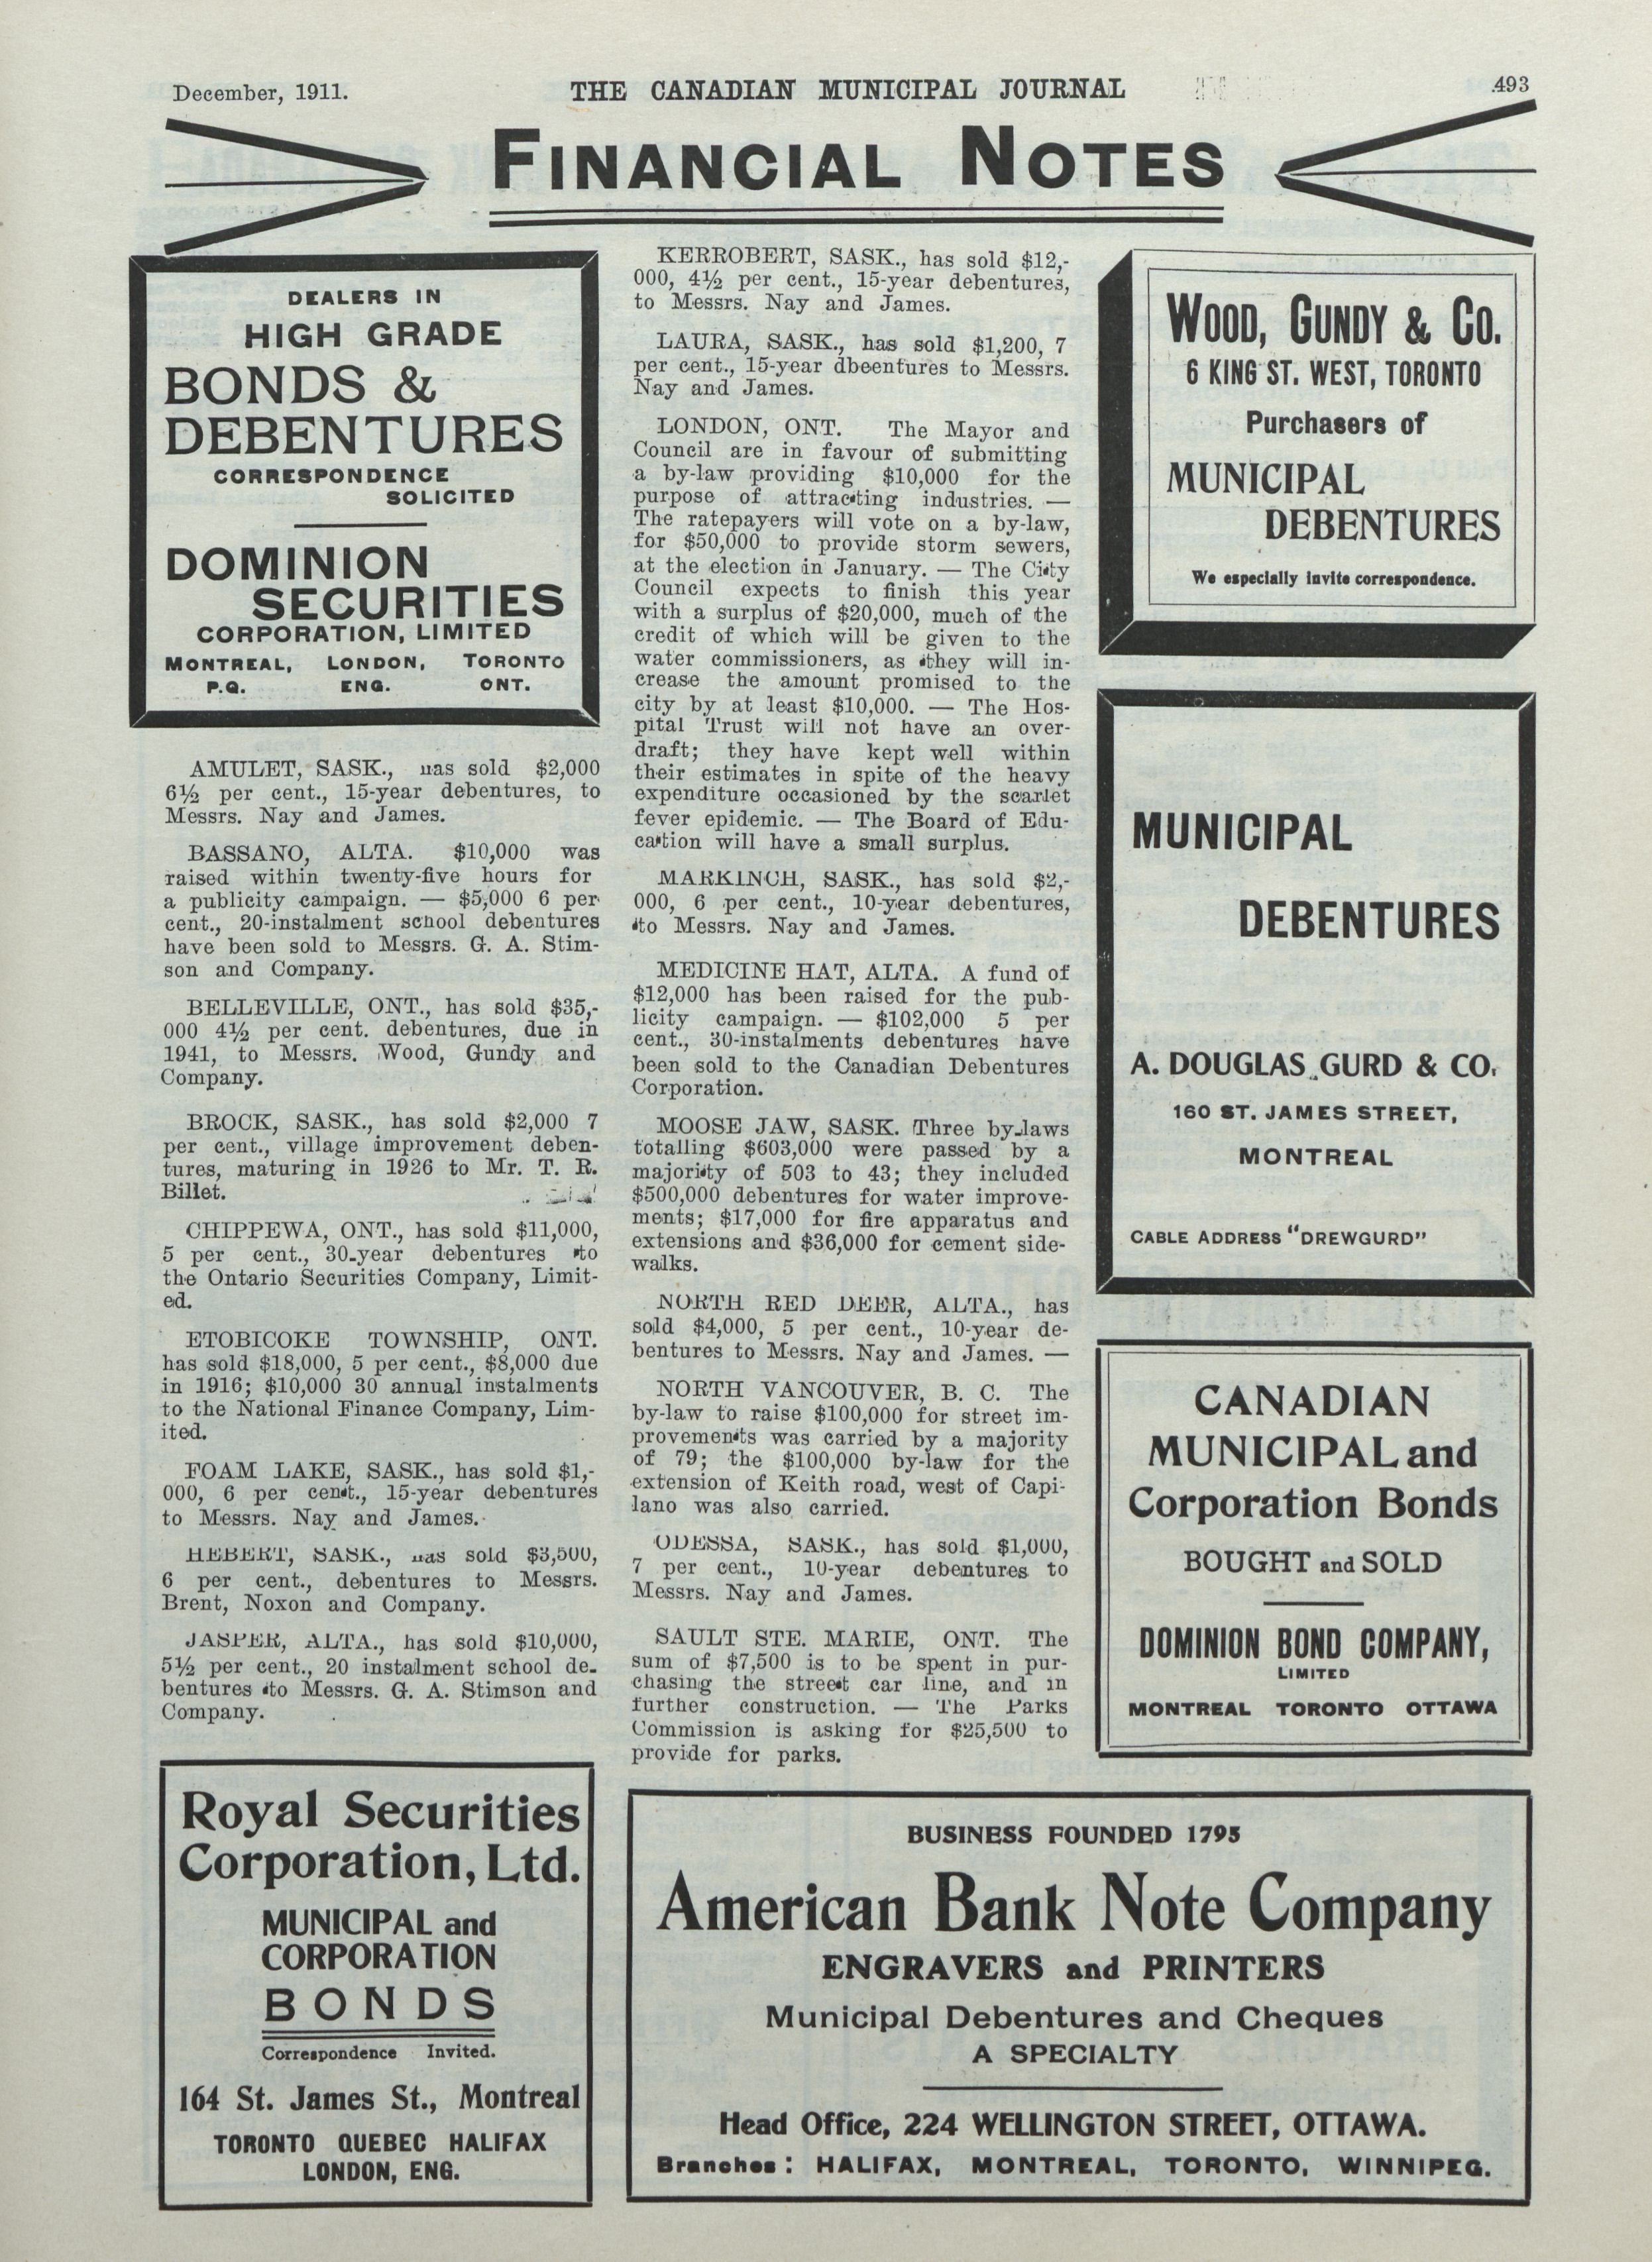 December, 1911.
THE CANADIAN MUNICIPAL JOURNAL
493
FINANCIAL NOTES
DEALERS IN
HIGH GRADE
BONDS &
DEBENTURES
CORRESPONDENCE
SOLICITED
DOMINION
SECURITIES
CORPORATION, LIMITED
MONTREAL, LONDON, TORONTO
P.Q. ENG. ONT.
AMULET, SASK., has sold $2,000
6½ per cent., 15-year debentures, to
Messrs. Nay and James.
BASSANO, ALTA. $10,000 was
raised within twenty-five hours for
a publicity campaign. — $5,000 6 per
cent., 20-instalment school debentures
have been sold to Messrs. G. A. Stim-
son and Company.
BELLEVILLE, ONT., has sold $35,-
000 4½ per cent. debentures, due in
1941, to Messrs. Wood, Gundy and
Company.
BROCK, SASK., has sold $2,000 7
per cent., village improvement deben-
tures, maturing in 1926 to Mr. T. R.
Billet.
CHIPPEWA, ONT., has sold $11,000,
5 per cent., 30-year debentures to
the Ontario Securities Company, Limit-
ed.
ETOBICOKE TOWNSHIP, ONT.
has sold $18,000, 5 per cent., $8,000 due
in 1916; $10,000 30 annual instalments
to the National Finance Company, Lim-
ited.
FOAM LAKE, SASK., has sold $1,-
000, 6 per cent., 15-year debentures
to Messrs. Nay and James.
HEBERT, SASK., has sold $3,500,
6 per cent., debentures to Messrs.
Brent, Noxon and Company.
JASPER, ALTA., has sold $10,000,
5½ per cent., 20 instalment school de-
bentures to Messrs. G. A. Stimson and
Company.
Royal Securities
Corporation, Ltd.
MUNICIPAL and
CORPORATION
BONDS
Correspondence Invited.
164 St. James St., Montreal
TORONTO QUEBEC HALIFAX
LONDON, ENG.
KERROBERT, SASK., has sold $12,-
000, 4½ per cent., 15-year debentures,
to Messrs. Nay and James.
LAURA, SASK., has sold $1,200, 7
per cent., 15-year dbeentures to Messrs.
Nay and James.
LONDON, ONT. The Mayor and
Council are in favour of submitting
a by-law providing $10,000 for the
purpose of attracting industries. —
The ratepayers will vote on a by-law,
for $50,000 to provide storm sewers,
at the election in January. — The City
Council expects to finish this year
with a surplus of $20,000, much of the
credit of which will be given to the
water commissioners, as they will in-
crease the amount promised to the
city by at least $10,000. — The Hos-
pital Trust will not have an over-
draft; they have kept well within
their estimates in spite of the heavy
expenditure occasioned by the scarlet
fever epidemic. — The Board of Edu-
cation will have a small surplus.
MARKINCH, SASK., has sold $2,-
000, 6 per cent., 10-year debentures,
to Messrs. Nay and James.
MEDICINE HAT, ALTA. A fund of
$12,000 has been raised for the pub-
licity campaign. — $102,000 5 per
cent., 30-instalments debentures have
been sold to the Canadian Debentures
Corporation.
MOOSE JAW, SASK. Three by-laws
totalling $603,000 were passed by a
majority of 503 to 43; they included
$500,000 debentures for water improve-
ments; $17,000 for fire apparatus and
extensions and $36,000 for cement side-
walks.
NORTH RED DEER, ALTA., has
sold $4,000, 5 per cent., 10-year de-
bentures to Messrs. Nay and James. —
NORTH VANCOUVER, B. C. The
by-law to raise $100,000 for street im-
provements was carried by a majority
of 79; the $100,000 by-law for the
extension of Keith road, west of Capi-
lano was also carried.
ODESSA, SASK., has sold $1,000,
7 per cent., 10-year debentures to
Messrs. Nay and James.
SAULT STE. MARIE, ONT. The
sum of $7,500 is to be spent in pur-
chasing the street car line, and in
further construction. — The Parks
Commission is asking for $25,500 to
provide for parks.
WOOD, GUNDY & CO.
6 KING ST. WEST, TORONTO
Purchasers of
MUNICIPAL
DEBENTURES
We especially invite correspondence.
MUNICIPAL
DEBENTURES
A. DOUGLAS GURD & CO.
160 ST. JAMES STREET,
MONTREAL
CABLE ADDRESS "DREWGURD"
CANADIAN
MUNICIPAL and
Corporation Bonds
BOUGHT and SOLD
DOMINION BOND COMPANY,
LIMITED
MONTREAL TORONTO OTTAWA
BUSINESS FOUNDED 1795
American Bank Note Company
ENGRAVERS and PRINTERS
Municipal Debentures and Cheques
A SPECIALTY
Head Office, 224 WELLINGTON STREET, OTTAWA.
Branches: HALIFAX, MONTREAL, TORONTO, WINNIPEG.